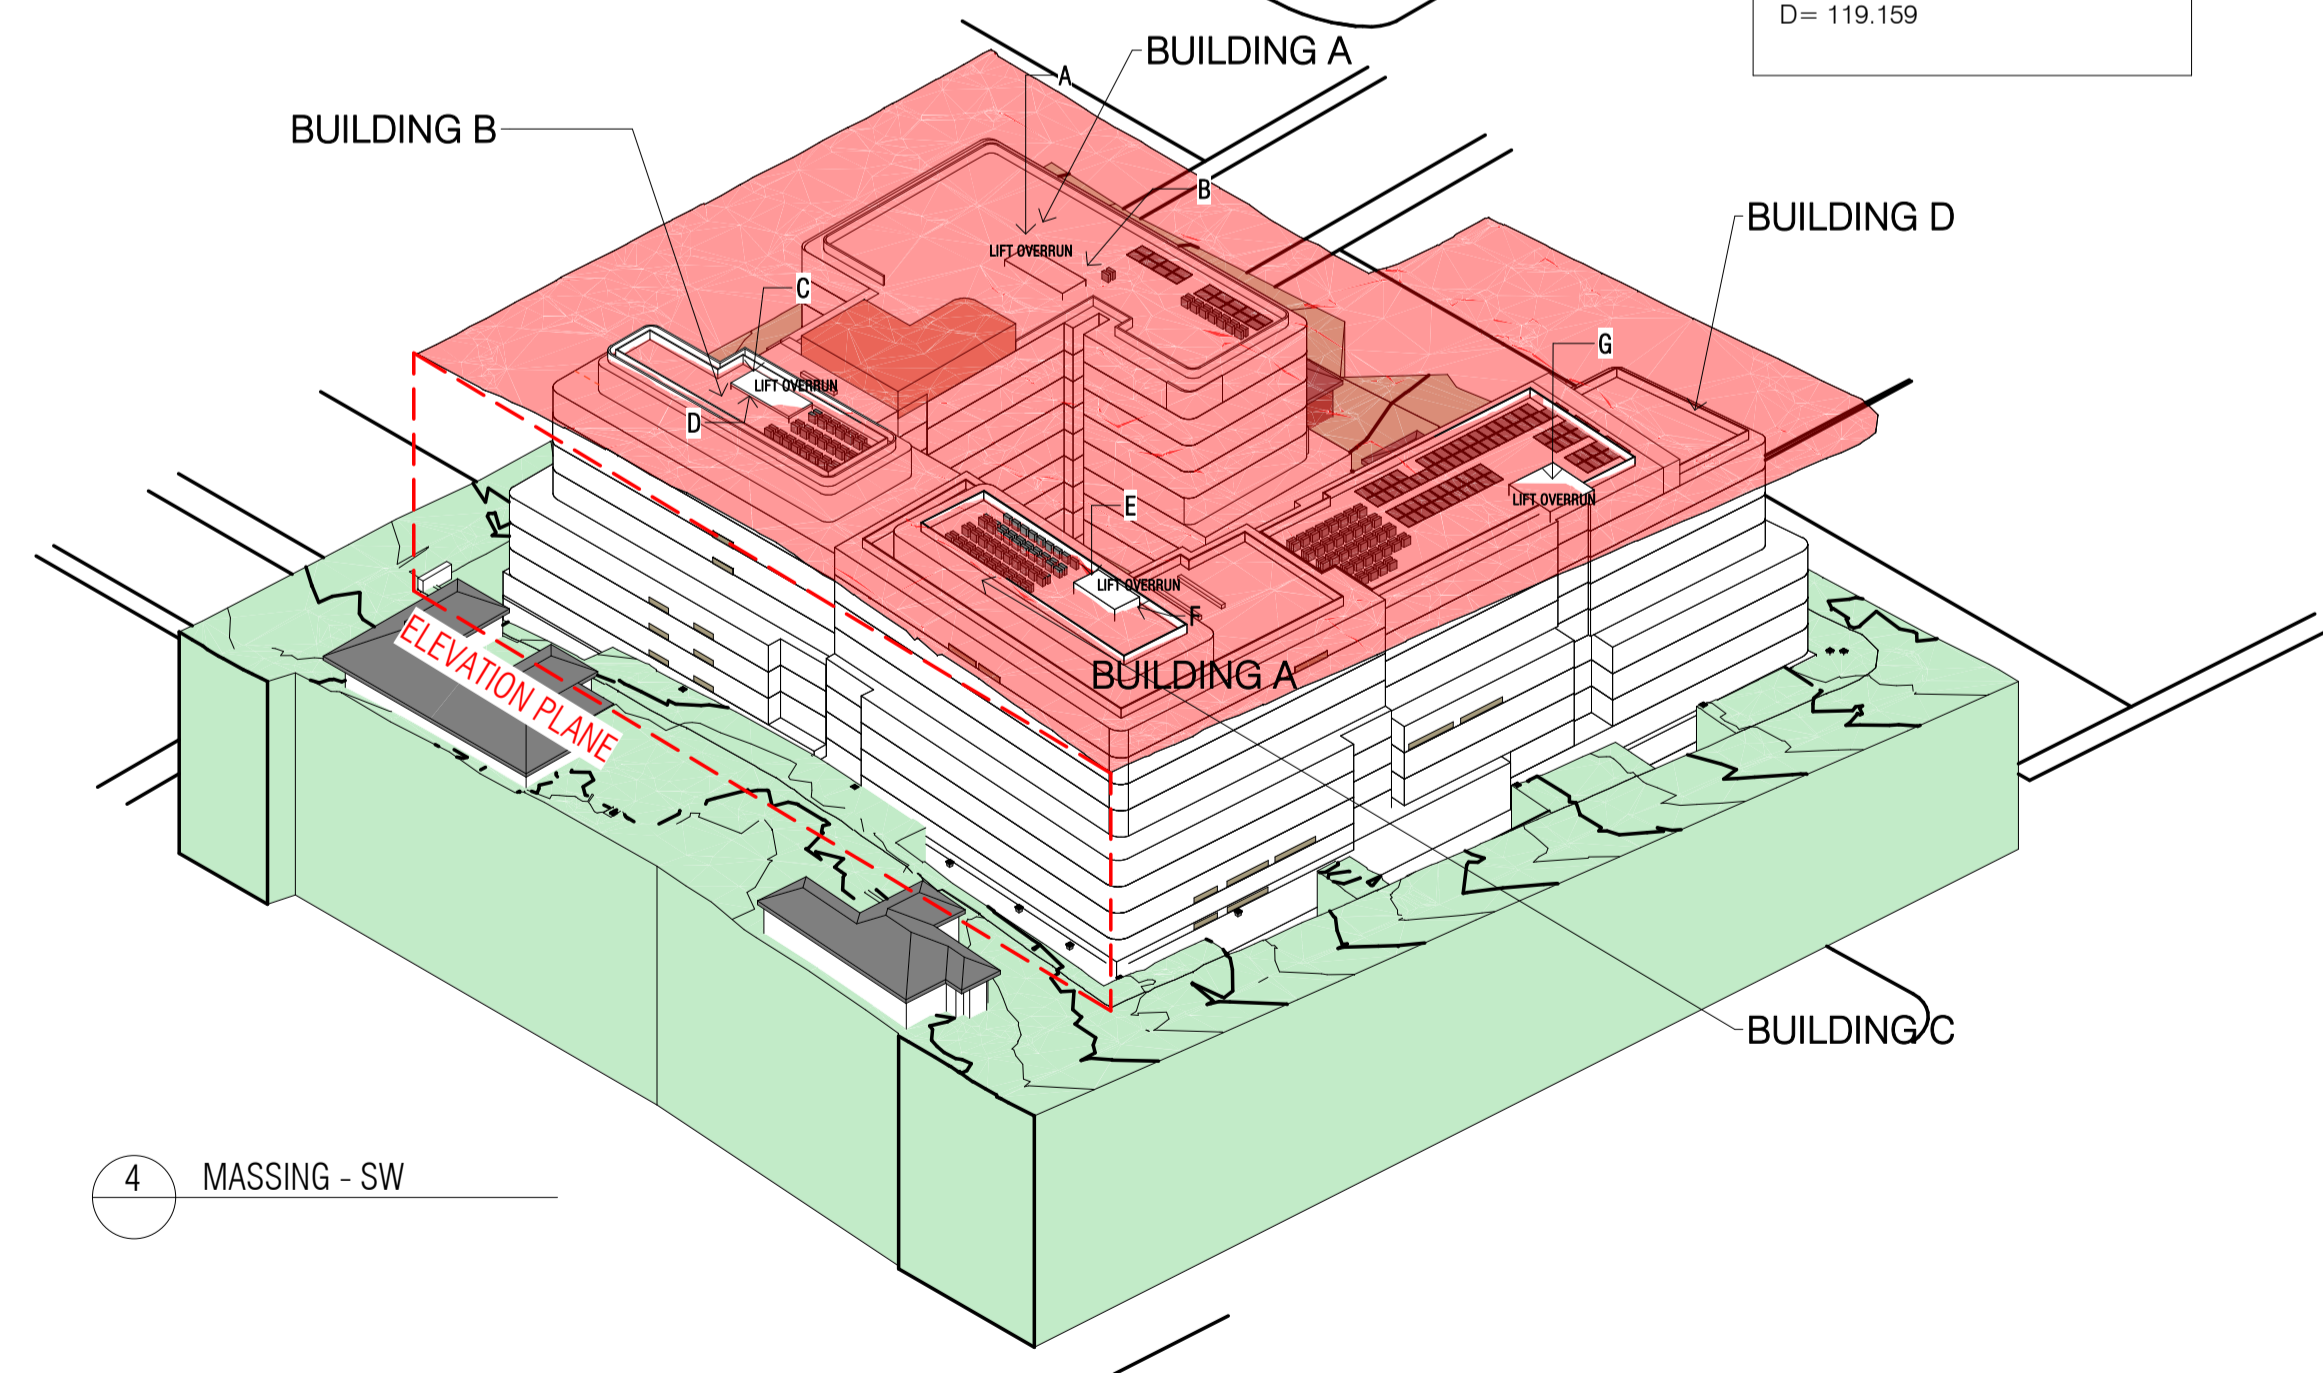 D= 119.159
BUILDING A
A
BUILDING B
B
BUILDING D
LIFT OVERRUN
C
G
LIFT OVERRUN
D
LIFT OVERRUN
E
LIFT OVERRUN
F
ELEVATION PLANE
BUILDING A
BUILDING C
4
MASSING - SW